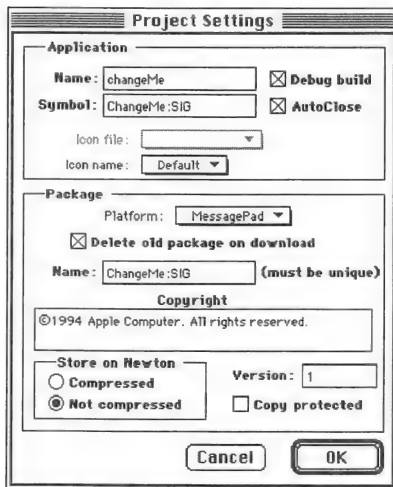 Project Settings
Application
Name: changeMe
Debug build
Symbol: ChangeMe:SIG
AutoClose
Icon file:
Icon name: Default
Package
Platform: MessagePad
Delete old package on download
Name: ChangeMe:SIG (must be unique)
Copyright
©1994 Apple Computer. All rights reserved.
Store on Newton
Compressed
Not compressed
Version: 1
Copy protected
Cancel
OK